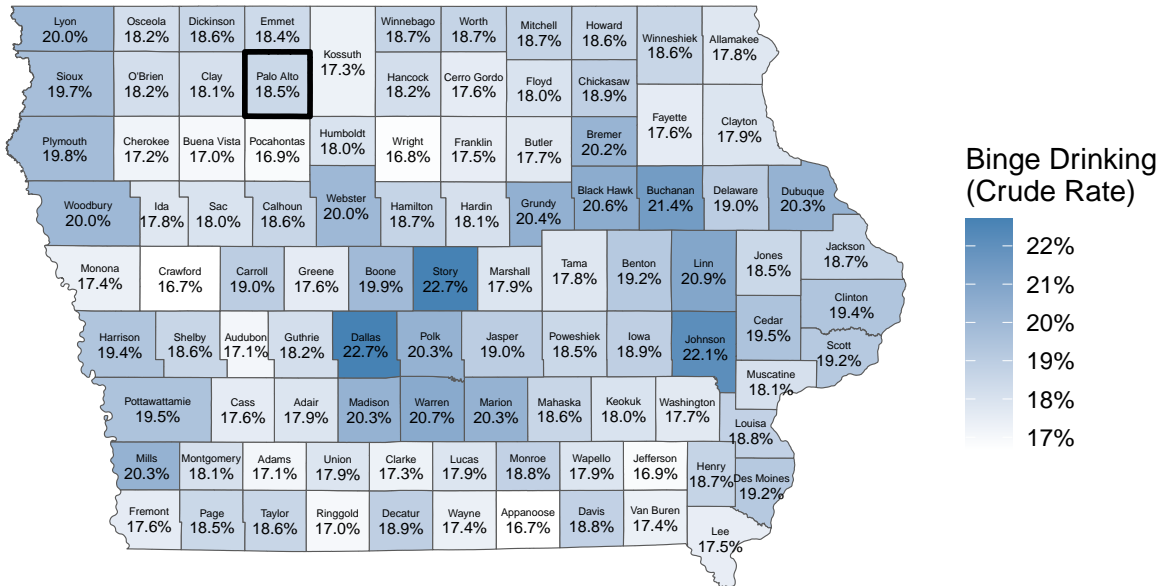 Lyon
20.0%
Osceola
18.2%
Dickinson
18.6%
Emmet
18.4%
Kossuth
17.3%
Winnebago
18.7%
Worth
18.7%
Mitchell
18.7%
Howard
18.6%
Winneshiek
18.6%
Allamakee
17.8%
Sioux
19.7%
O'Brien
18.2%
Clay
18.1%
Palo Alto
18.5%
Hancock
18.2%
Cerro Gordo
17.6%
Floyd
18.0%
Chickasaw
18.9%
Fayette
17.6%
Clayton
17.9%
Plymouth
19.8%
Cherokee
17.2%
Buena Vista
17.0%
Pocahontas
16.9%
Humboldt
18.0%
Wright
16.8%
Franklin
17.5%
Butler
17.7%
Bremer
20.2%
Woodbury
20.0%
Ida
17.8%
Sac
18.0%
Calhoun
18.6%
Webster
20.0%
Hamilton
18.7%
Hardin
18.1%
Grundy
20.4%
Black Hawk
20.6%
Buchanan
21.4%
Delaware
19.0%
Dubuque
20.3%
Monona
17.4%
Crawford
16.7%
Carroll
19.0%
Greene
17.6%
Boone
19.9%
Story
22.7%
Marshall
17.9%
Tama
17.8%
Benton
19.2%
Linn
20.9%
Jones
18.5%
Jackson
18.7%
Clinton
19.4%
Harrison
19.4%
Shelby
18.6%
Audubon
17.1%
Guthrie
18.2%
Dallas
22.7%
Polk
20.3%
Jasper
19.0%
Poweshiek
18.5%
Iowa
18.9%
Johnson
22.1%
Cedar
19.5%
Scott
19.2%
Muscatine
18.1%
Pottawattamie
19.5%
Cass
17.6%
Adair
17.9%
Madison
20.3%
Warren
20.7%
Marion
20.3%
Mahaska
18.6%
Keokuk
18.0%
Washington
17.7%
Louisa
18.8%
Mills
20.3%
Montgomery
18.1%
Adams
17.1%
Union
17.9%
Clarke
17.3%
Lucas
17.9%
Monroe
18.8%
Wapello
17.9%
Jefferson
16.9%
Henry
18.7%
Des Moines
19.2%
Fremont
17.6%
Page
18.5%
Taylor
18.6%
Ringgold
17.0%
Decatur
18.9%
Wayne
17.4%
Appanoose
16.7%
Davis
18.8%
Van Buren
17.4%
Lee
17.5%
Binge Drinking
(Crude Rate)
22%
21%
20%
19%
18%
17%